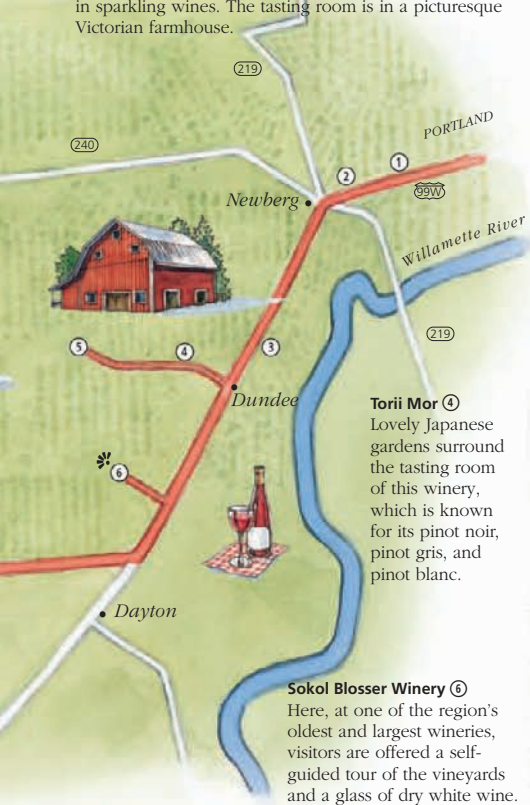 in sparkling wines. The tasting room is in a picturesque
Victorian farmhouse.
219
240
PORTLAND
2
1
99W
Newberg
Willamette River
5
4
3
219
Dundee
Torii Mor 4
Lovely Japanese
gardens surround
the tasting room
of this winery,
which is known
for its pinot noir,
pinot gris, and
pinot blanc.
6
Dayton
Sokol Blosser Winery 6
Here, at one of the region's
oldest and largest wineries,
visitors are offered a self-
guided tour of the vineyards
and a glass of dry white wine.